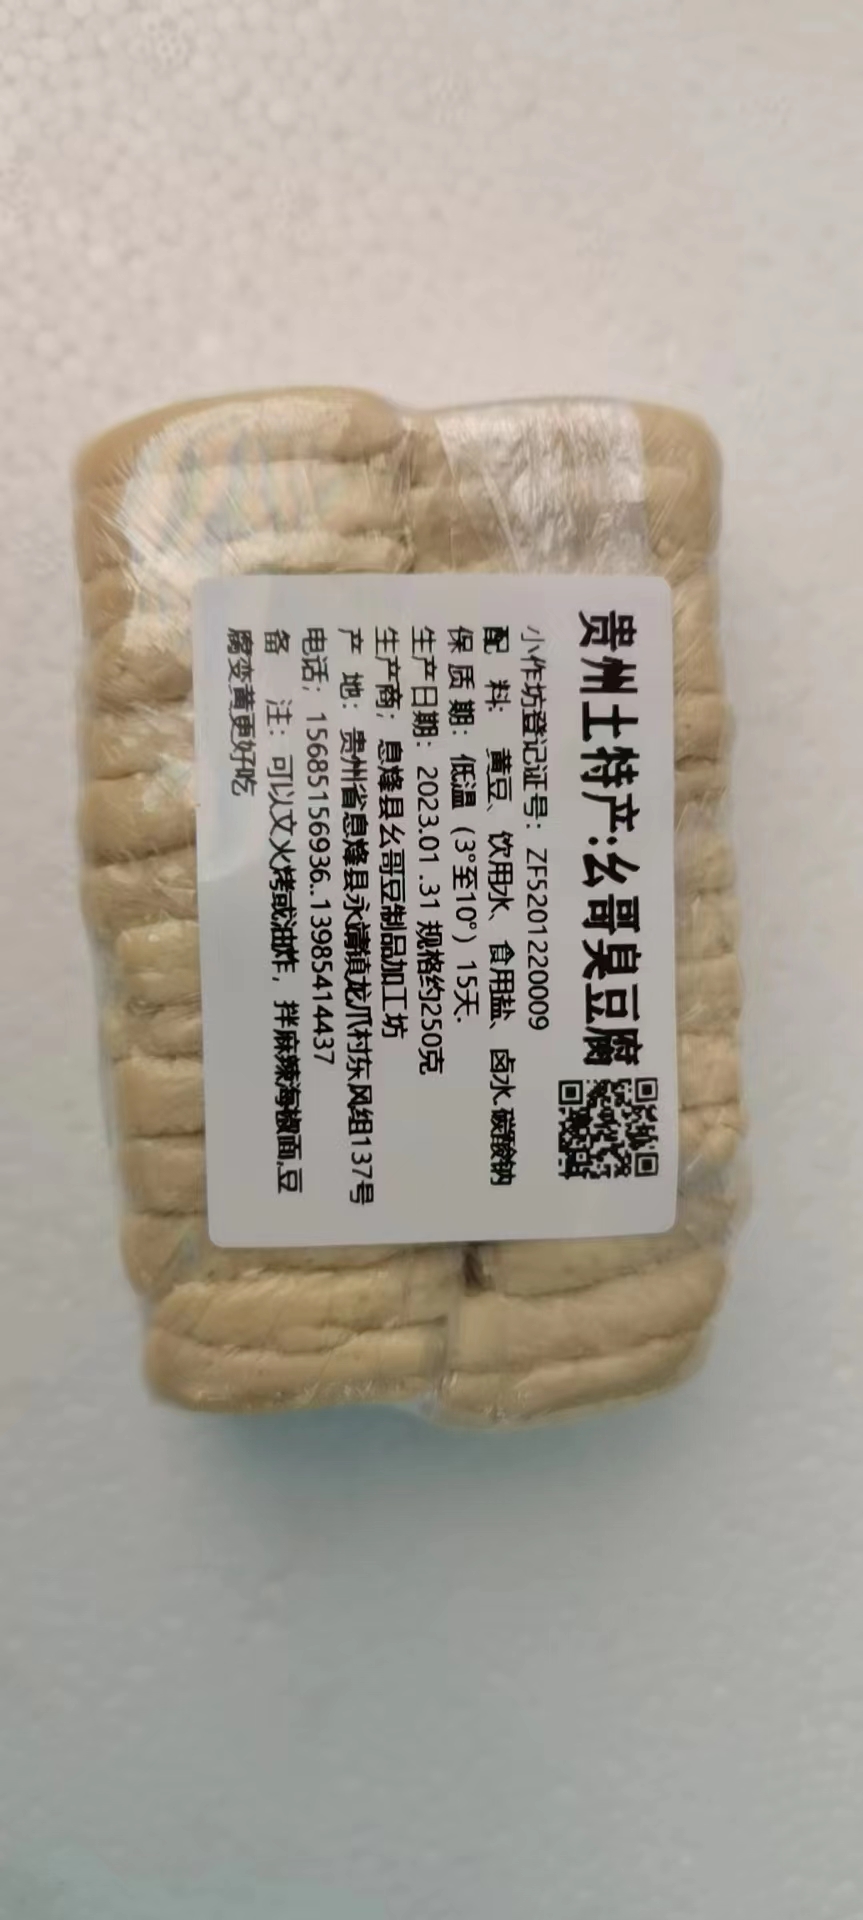 贵州土特产:幺哥臭豆腐
小作坊登记证号：ZF5201220009
配 料：黄豆、饮用水、食用盐、卤水.碳酸钠
保 质 期：低温（3°至10°）15天.
生产日期：2023.01 .31 规格约250克
生产商：息烽县幺哥豆制品加工坊
产 地：贵州省息烽县永靖镇龙爪村东风组137号
电话；15685156936..13985414437
备 注：可以文火烤或油炸，拌麻辣海椒面,豆
腐变黄更好吃